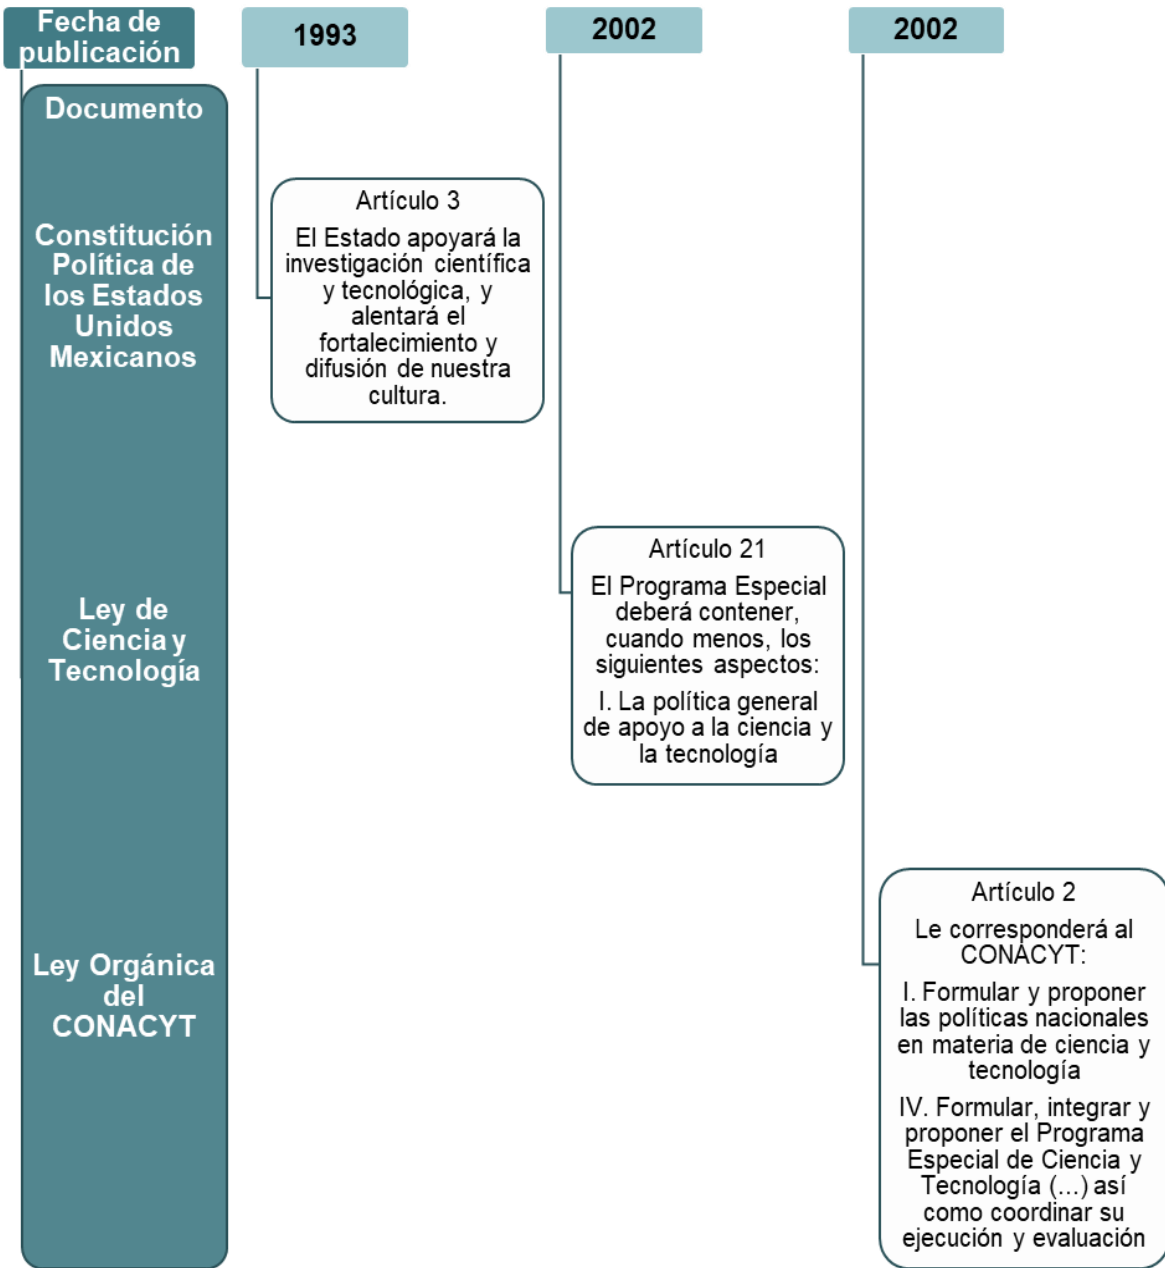 Fecha de
publicación
1993
2002
2002
Documento
Constitución
Política de
los Estados
Unidos
Mexicanos
Artículo 3
El Estado apoyará la
investigación científica
y tecnológica, y
alentará el
fortalecimiento y
difusión de nuestra
cultura.
Ley de
Ciencia y
Tecnología
Artículo 21
El Programa Especial
deberá contener,
cuando menos, los
siguientes aspectos:
I. La política general
de apoyo a la ciencia y
la tecnología
Ley Orgánica
del
CONACYT
Artículo 2
Le corresponderá al
CONACYT:
I. Formular y proponer
las políticas nacionales
en materia de ciencia y
tecnología
IV. Formular, integrar y
proponer el Programa
Especial de Ciencia y
Tecnología (...) así
como coordinar su
ejecución y evaluación